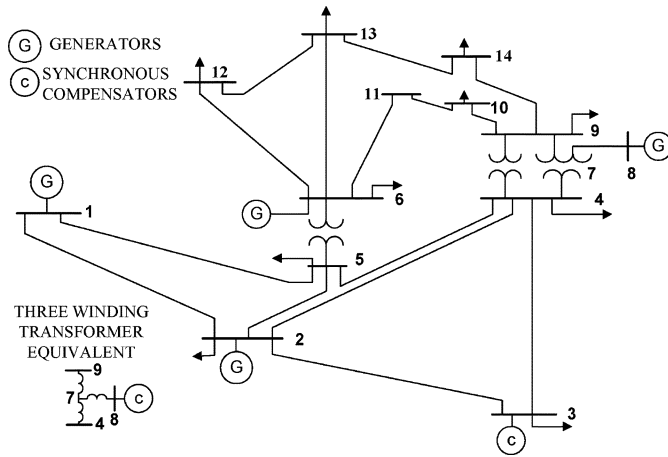 G GENERATORS
C SYNCHRONOUS
COMPENSATORS
13
14
12
11
10
9
G
7
8
G
G
6
4
1
5
THREE WINDING
TRANSFORMER
EQUIVALENT
2
G
9
7
C
4
8
3
C